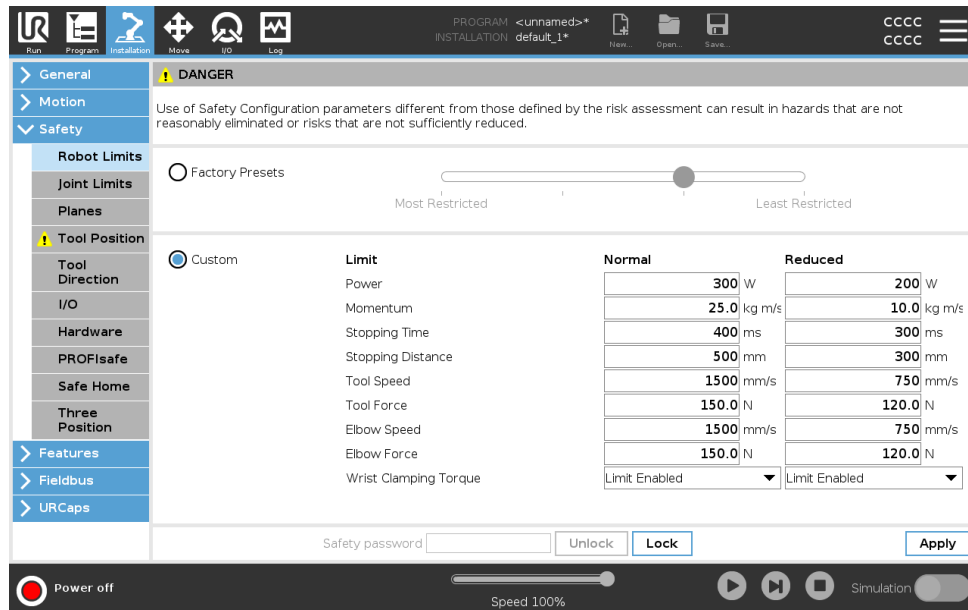 PROGRAM <unnamed>*
INSTALLATION default_1*
CCCC
CCCC
Run Program Installation Move I/O Log New... Open... Save...
General
Motion
Safety
Robot Limits
Joint Limits
Planes
Tool Position
Tool
Direction
I/O
Hardware
PROFIsafe
Safe Home
Three
Position
Features
Fieldbus
URCaps
DANGER
Use of Safety Configuration parameters different from those defined by the risk assessment can result in hazards that are not
reasonably eliminated or risks that are not sufficiently reduced.
Factory Presets
Most Restricted Least Restricted
Custom Limit Normal Reduced
Power 300 W 200 W
Momentum 25.0 kg m/s 10.0 kg m/s
Stopping Time 400 ms 300 ms
Stopping Distance 500 mm 300 mm
Tool Speed 1500 mm/s 750 mm/s
Tool Force 150.0 N 120.0 N
Elbow Speed 1500 mm/s 750 mm/s
Elbow Force 150.0 N 120.0 N
Wrist Clamping Torque Limit Enabled Limit Enabled
Safety password Unlock Lock Apply
Power off
Speed 100%
Simulation